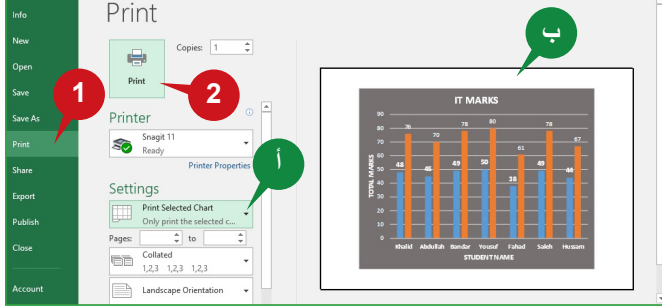 Info
New
Open
Save
Save As
Print
Share
Export
Publish
Close
Account
Print
Print
Copies: 1
1
2
Printer
Snagit 11
Ready
Printer Properties
أ
Settings
Print Selected Chart
Only print the selected c...
Pages: to
Collated
1,2,3 1,2,3 1,2,3
Landscape Orientation
ب
IT MARKS
TOTAL MARKS
90
80
70
60
50
40
30
20
10
0
48 76 46 70 49 78 50 80 38 61 49 78 44 67
Khalid Abdullah Bandar Yousuf Fahad Saleh Hussam
STUDENT NAME